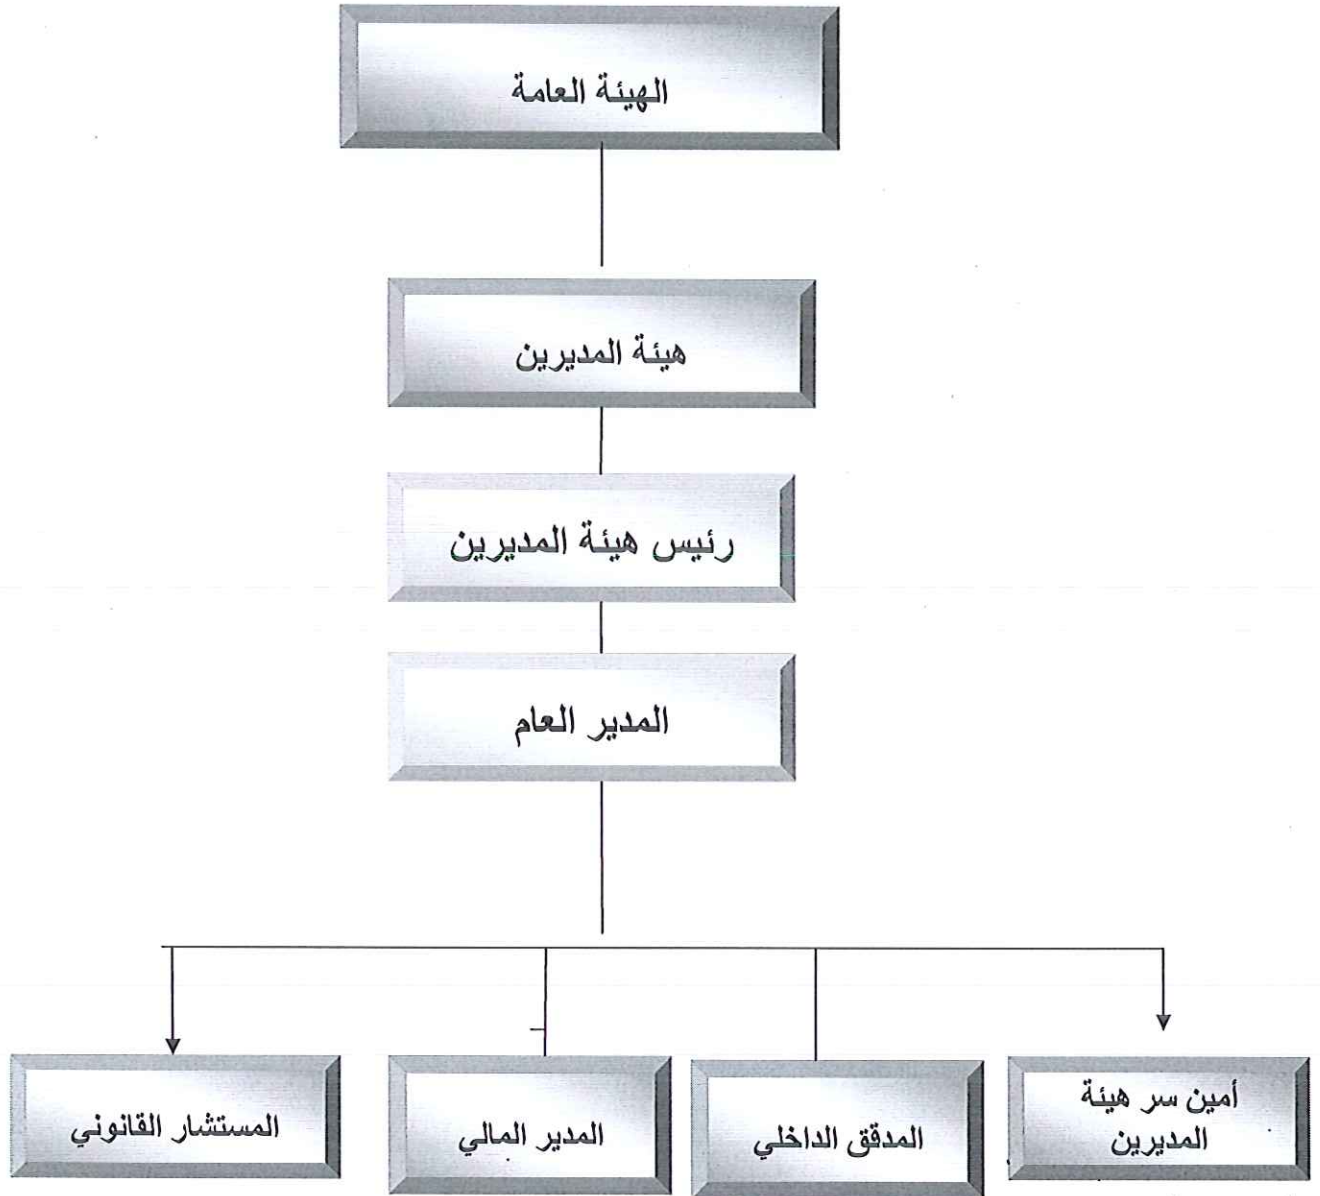 الهيئة العامة
هيئة المديرين
رئيس هيئة المديرين
المدير العام
أمين سر هيئة
المديرين
المدقق الداخلي
المدير المالي
المستشار القانوني